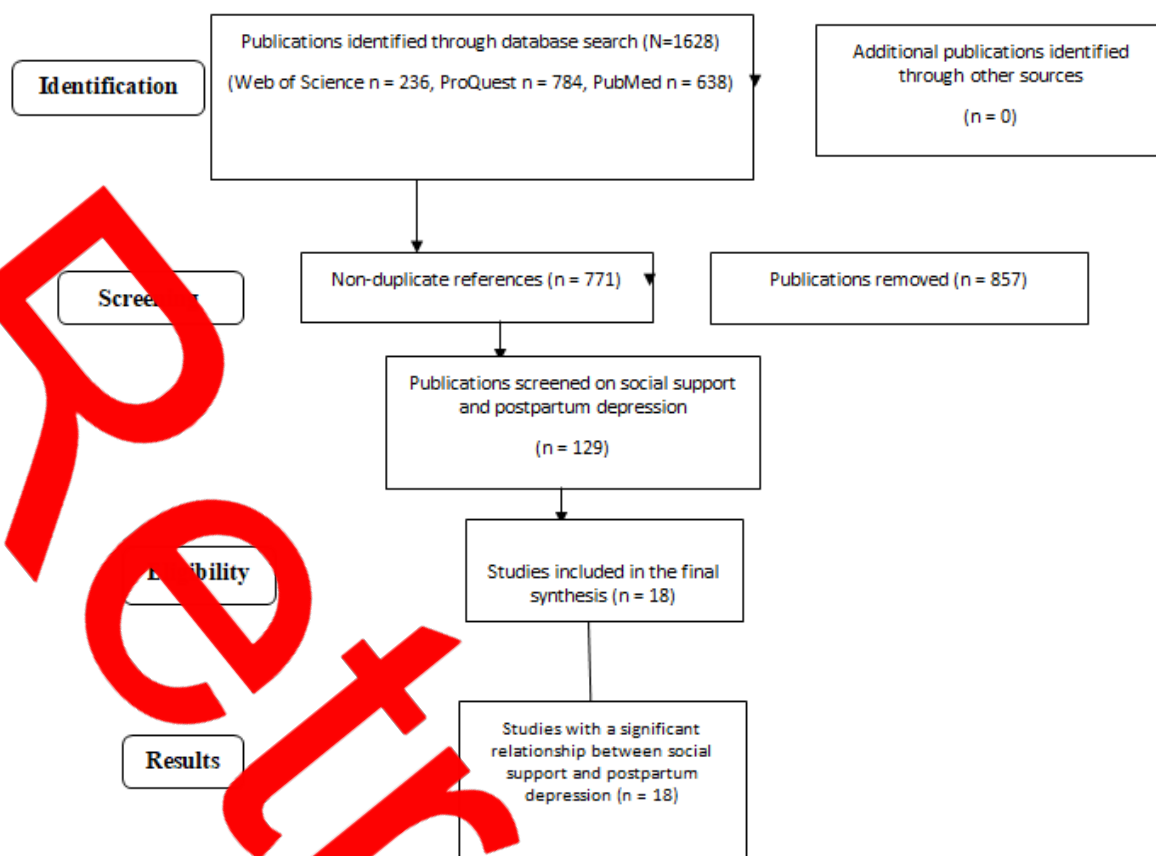 Identification
Publications identified through database search (N=1628)
(Web of Science n = 236, ProQuest = 784, PubMed n = 638)
Additional publications identified
through other sources
(n = 0)
Screening
Non-duplicate references (n = 771)
Publications removed (n = 857)
Publications screened on social support
and postpartum depression
(n = 129)
Eligibility
Studies included in the final
synthesis (n = 18)
Results
Studies with a significant
relationship between social
support and postpartum
depression (n = 18)
Retr